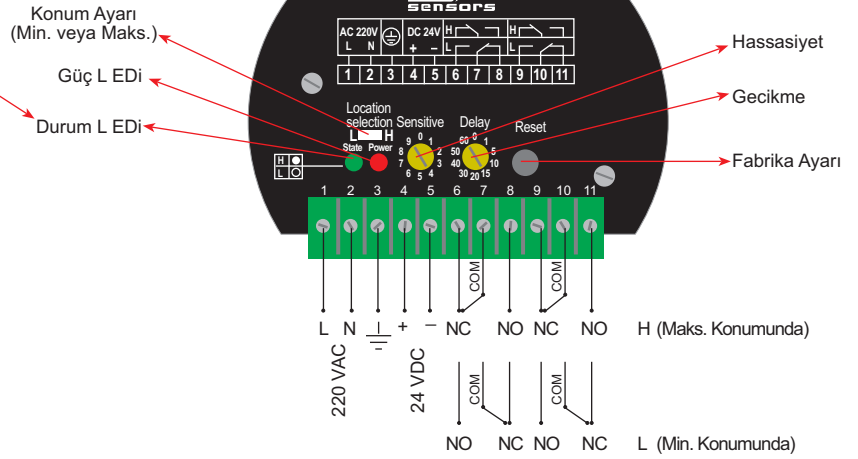 sensors
Konum Ayarı
(Min. veya Maks.)
Güç L EDi
Durum L EDi
AC 220V
L N
DC 24V
+ −
H
L
H
L
1 2 3 4 5 6 7 8 9 10 11
Location
selection
L H
State Power
Sensitive
0 1 2 3 4 5 6 7 8 9
Delay
0 1 5 10 15 20 30 40 50 60
Reset
H
L
Hassasiyet
Gecikme
Fabrika Ayarı
1 2 3 4 5 6 7 8 9 10 11
COM COM
L N + − NC NO NC NO H (Maks. Konumunda)
220 VAC
24 VDC
COM COM
NO NC NO NC L (Min. Konumunda)